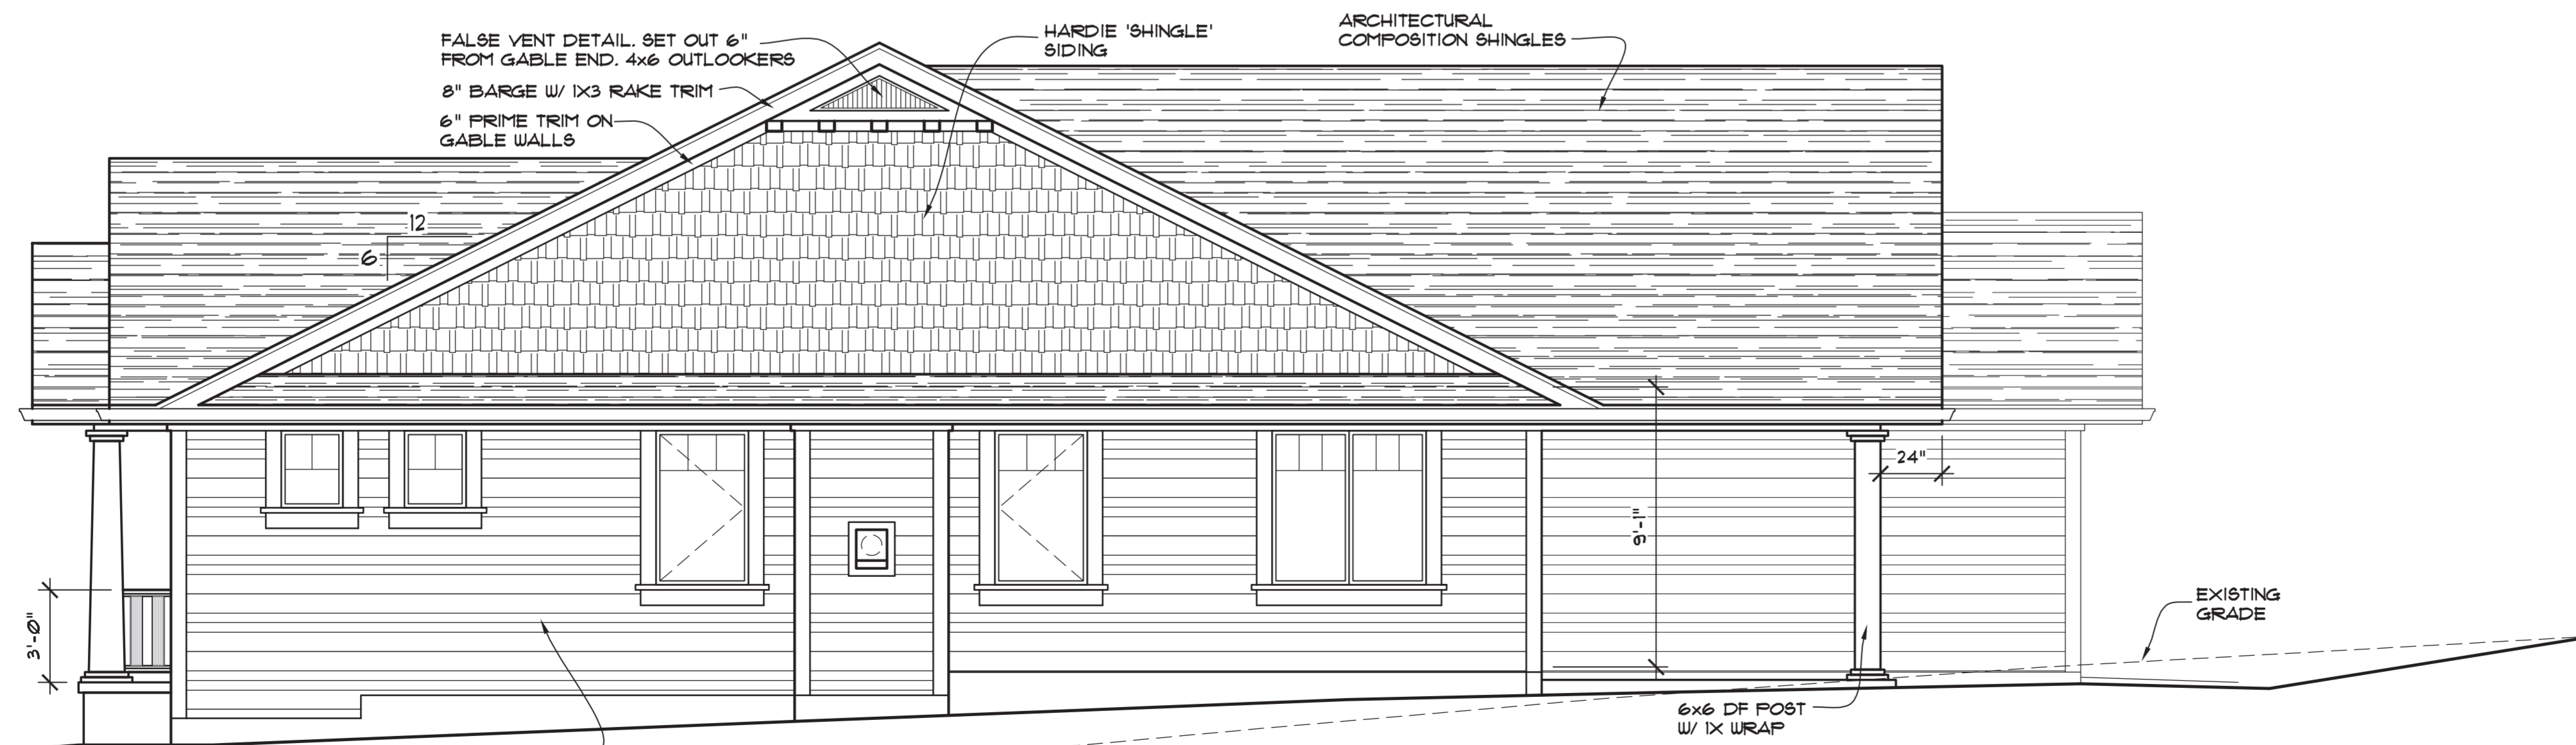 FALSE VENT DETAIL. SET OUT 6"
FROM GABLE END. 4x6 OUTLOOKERS
8" BARGE W/ 1X3 RAKE TRIM
6" PRIME TRIM ON
GABLE WALLS
HARDIE 'SHINGLE'
SIDING
ARCHITECTURAL
COMPOSITION SHINGLES
12
6
24"
9'-1"
3'-0"
EXISTING
GRADE
6x6 DF POST
W/ 1X WRAP